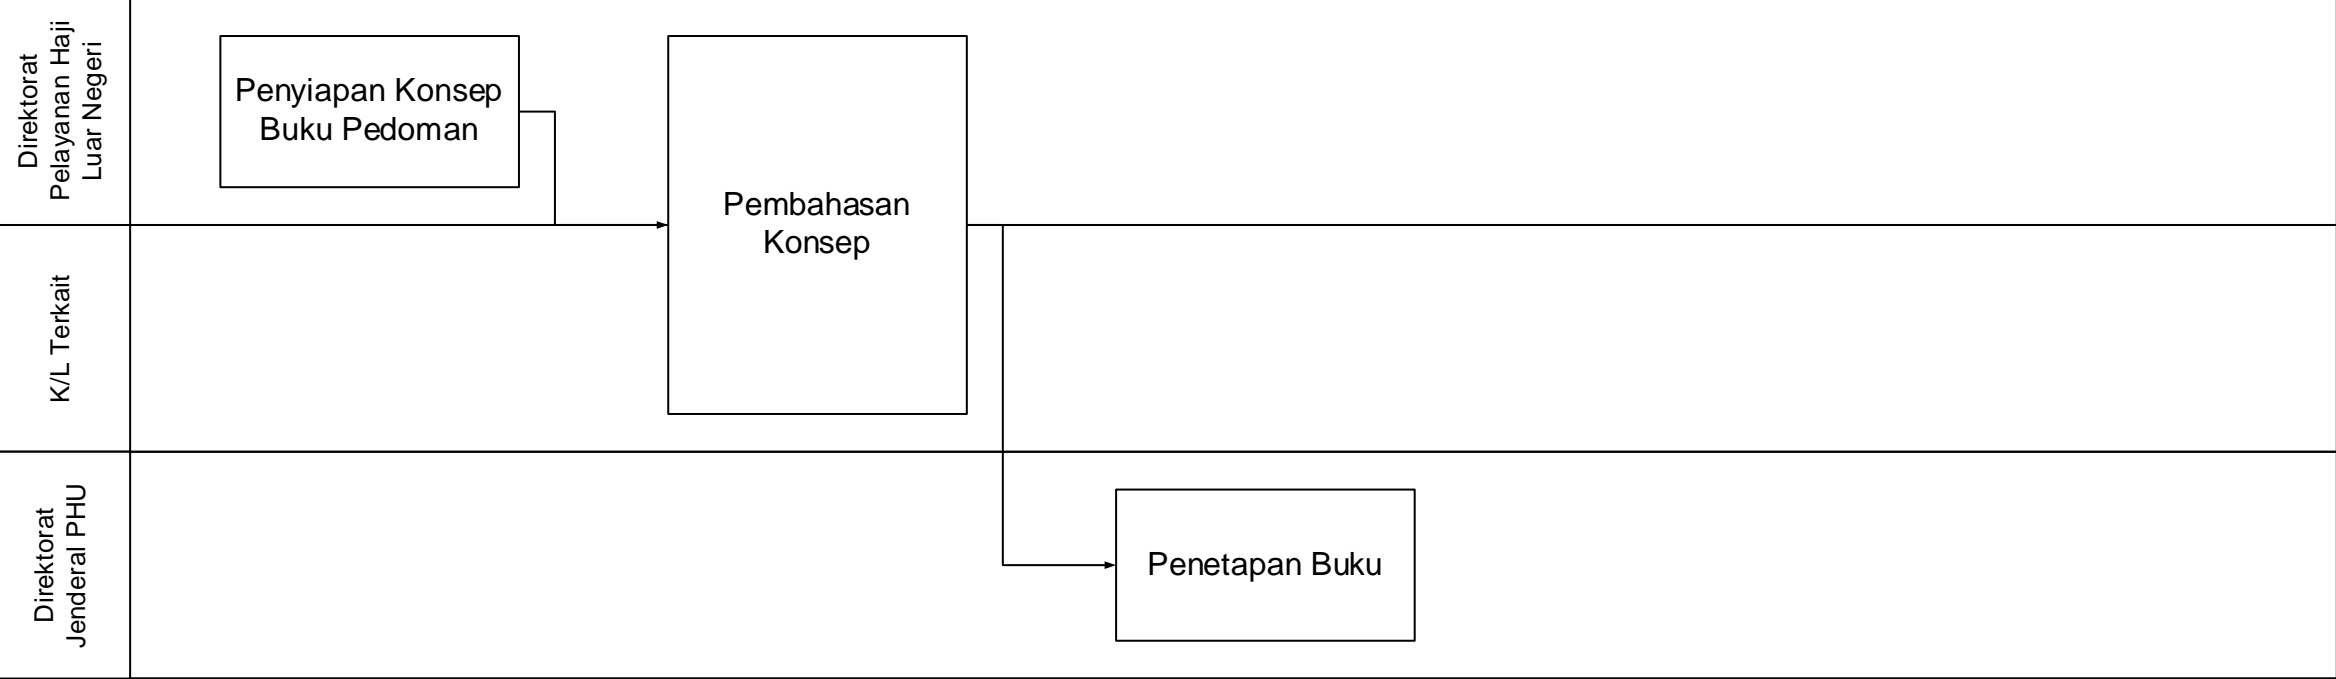 Direktorat
Pelayanan Haji
Luar Negeri
Penyiapan Konsep
Buku Pedoman
Pembahasan
Konsep
K/L Terkait
Direktorat
Jenderal PHU
Penetapan Buku